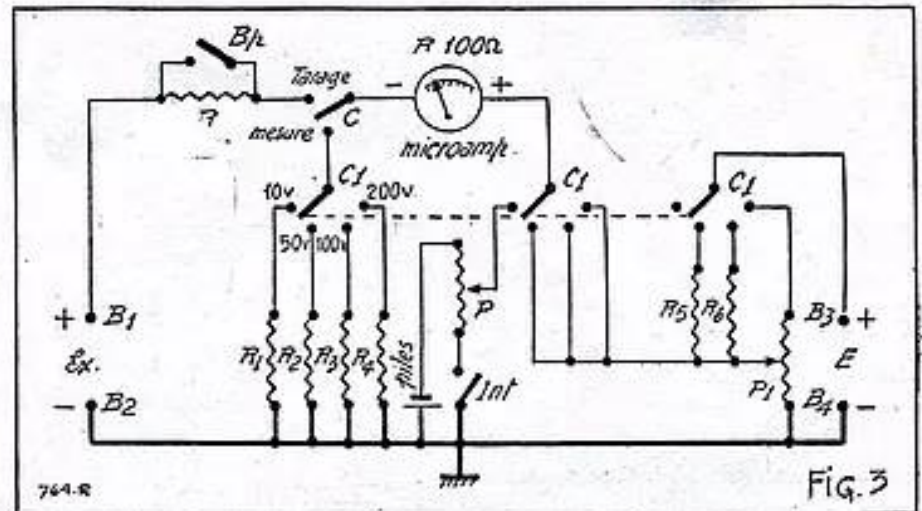 Bp
R 100Ω
Tarage
- +
R
C
mesure
microamp.
10v.
C1
200v.
C1
C1
50v
100v
+ B1
P
R5
R6
B3
+
Ex.
R1
R2
R3
R4
Piles
Int
P1
E
- B2
B4
-
764.R
FIG. 3